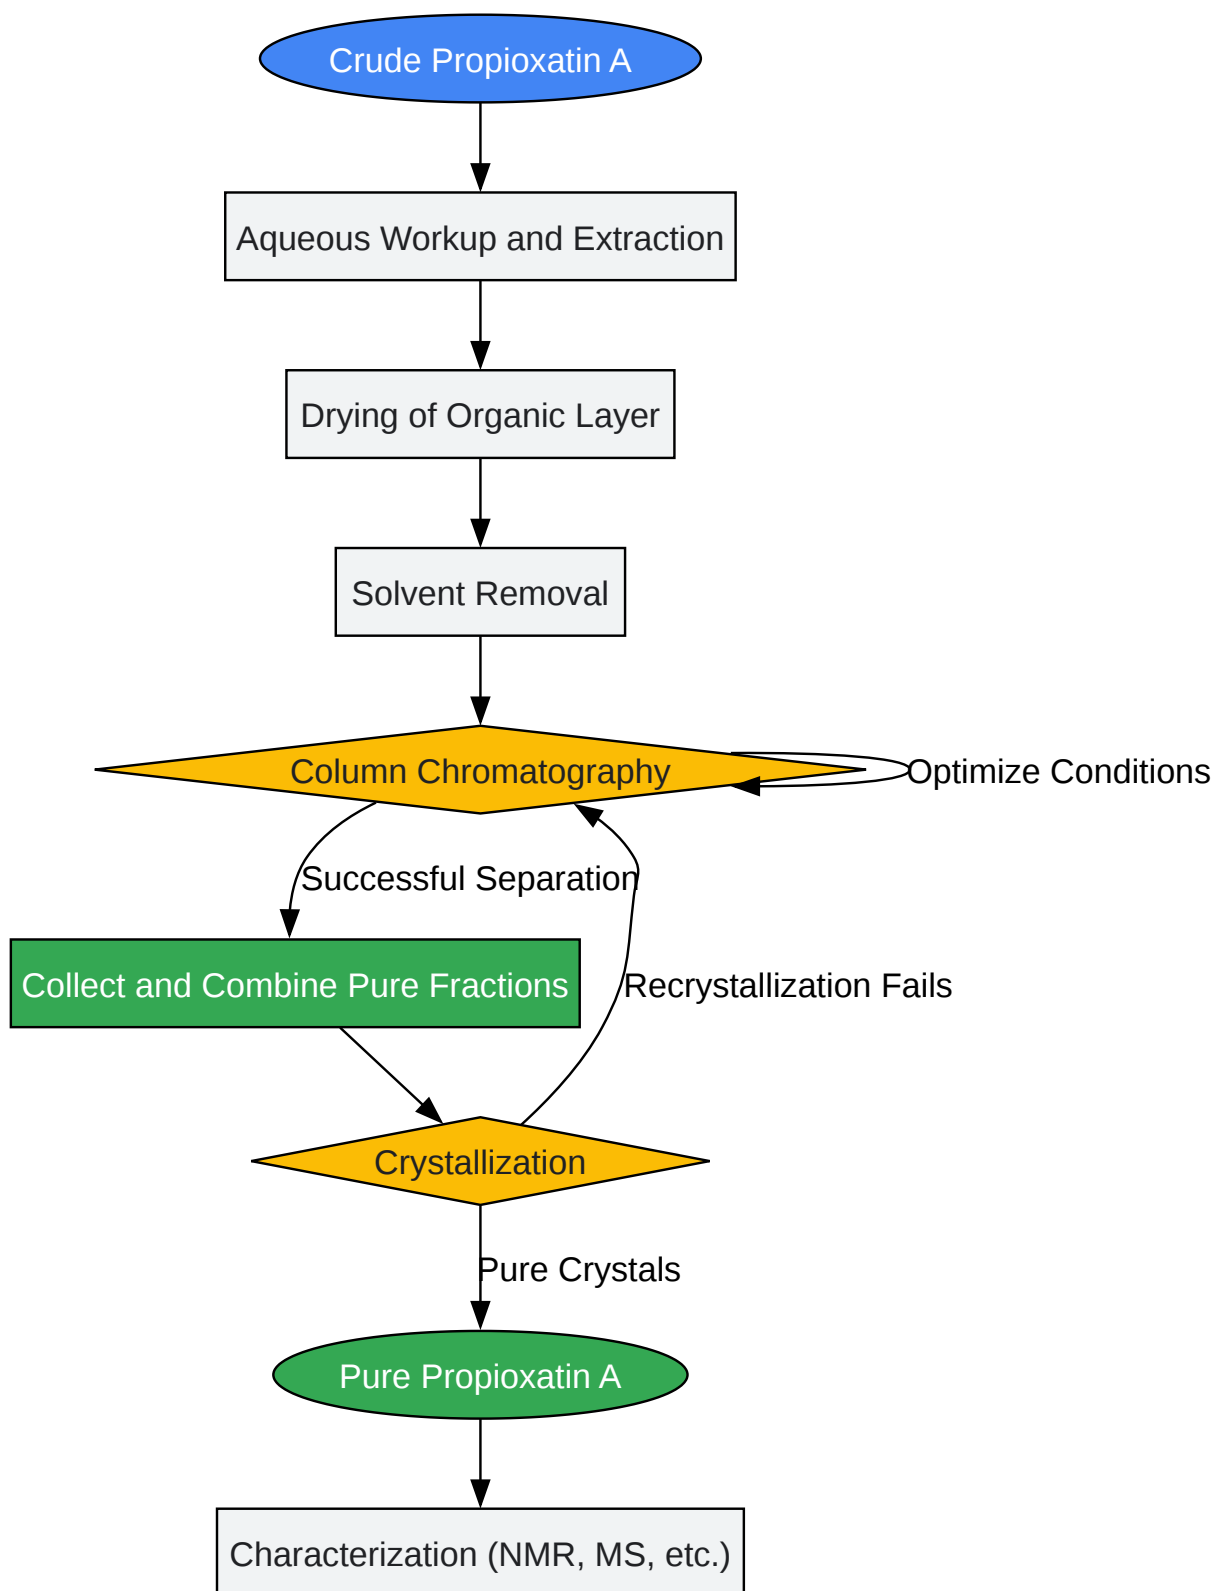 Crude Propioxatin A
Aqueous Workup and Extraction
Drying of Organic Layer
Solvent Removal
Column Chromatography
Optimize Conditions
Successful Separation
Collect and Combine Pure Fractions
Recrystallization Fails
Crystallization
Pure Crystals
Pure Propioxatin A
Characterization (NMR, MS, etc.)